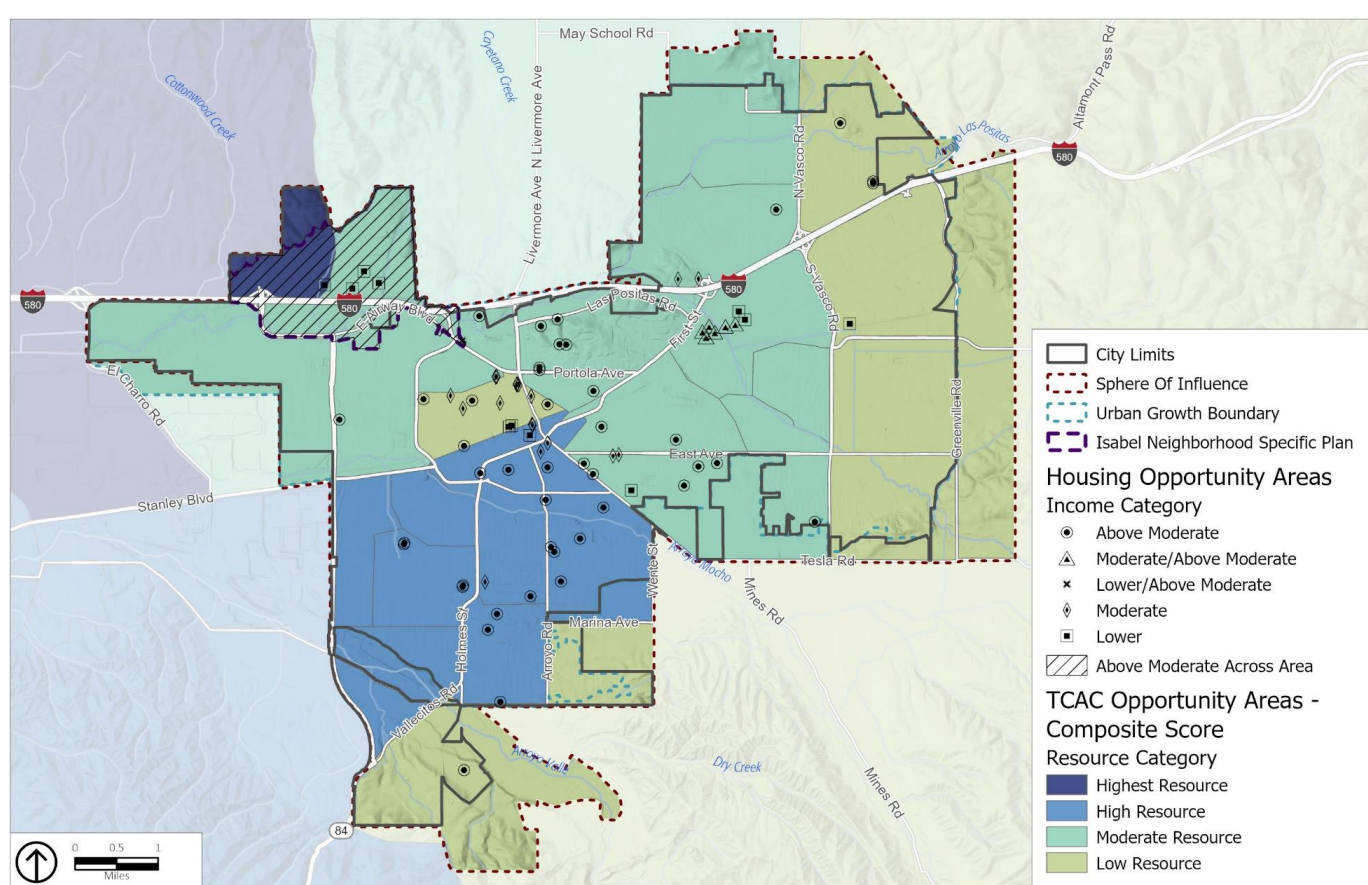 May School Rd
Cottonwood Creek
Cayetano Creek
Livermore Ave
N Livermore Ave
N Vasco Rd
Altamont Pass Rd
Arroyo Las Positas
580
580
580
580
E Airway Blvd
Las Positas Rd
First St
S Vasco Rd
El Charro Rd
Portola Ave
East Ave
Greenville Rd
Stanley Blvd
Wente St
Arroyo Mocho
Tesla Rd
Mines Rd
Marina Ave
Holmes St
Arroyo Rd
Vallecitos Rd
Arroyo Valle
Dry Creek
Mines Rd
84
0 0.5 1
Miles
City Limits
Sphere Of Influence
Urban Growth Boundary
Isabel Neighborhood Specific Plan
Housing Opportunity Areas
Income Category
Above Moderate
Moderate/Above Moderate
Lower/Above Moderate
Moderate
Lower
Above Moderate Across Area
TCAC Opportunity Areas -
Composite Score
Resource Category
Highest Resource
High Resource
Moderate Resource
Low Resource